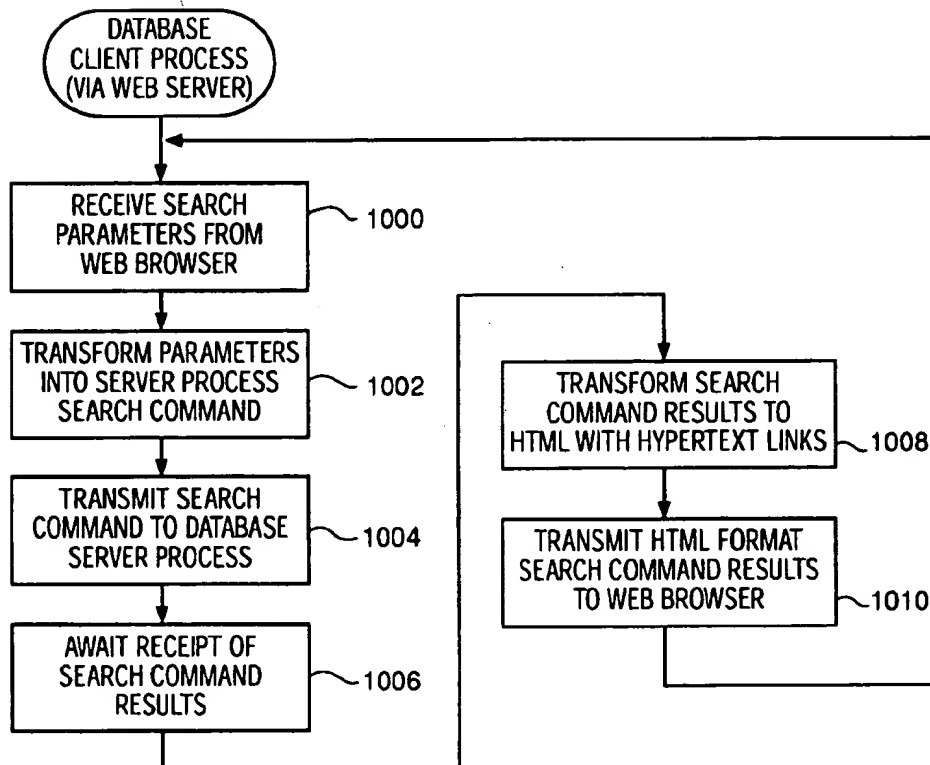 DATABASE
CLIENT PROCESS
(VIA WEB SERVER)
RECEIVE SEARCH
PARAMETERS FROM
WEB BROWSER
1000
TRANSFORM PARAMETERS
INTO SERVER PROCESS
SEARCH COMMAND
1002
TRANSMIT SEARCH
COMMAND TO DATABASE
SERVER PROCESS
1004
AWAIT RECEIPT OF
SEARCH COMMAND
RESULTS
1006
TRANSFORM SEARCH
COMMAND RESULTS TO
HTML WITH HYPERTEXT LINKS
1008
TRANSMIT HTML FORMAT
SEARCH COMMAND RESULTS
TO WEB BROWSER
1010